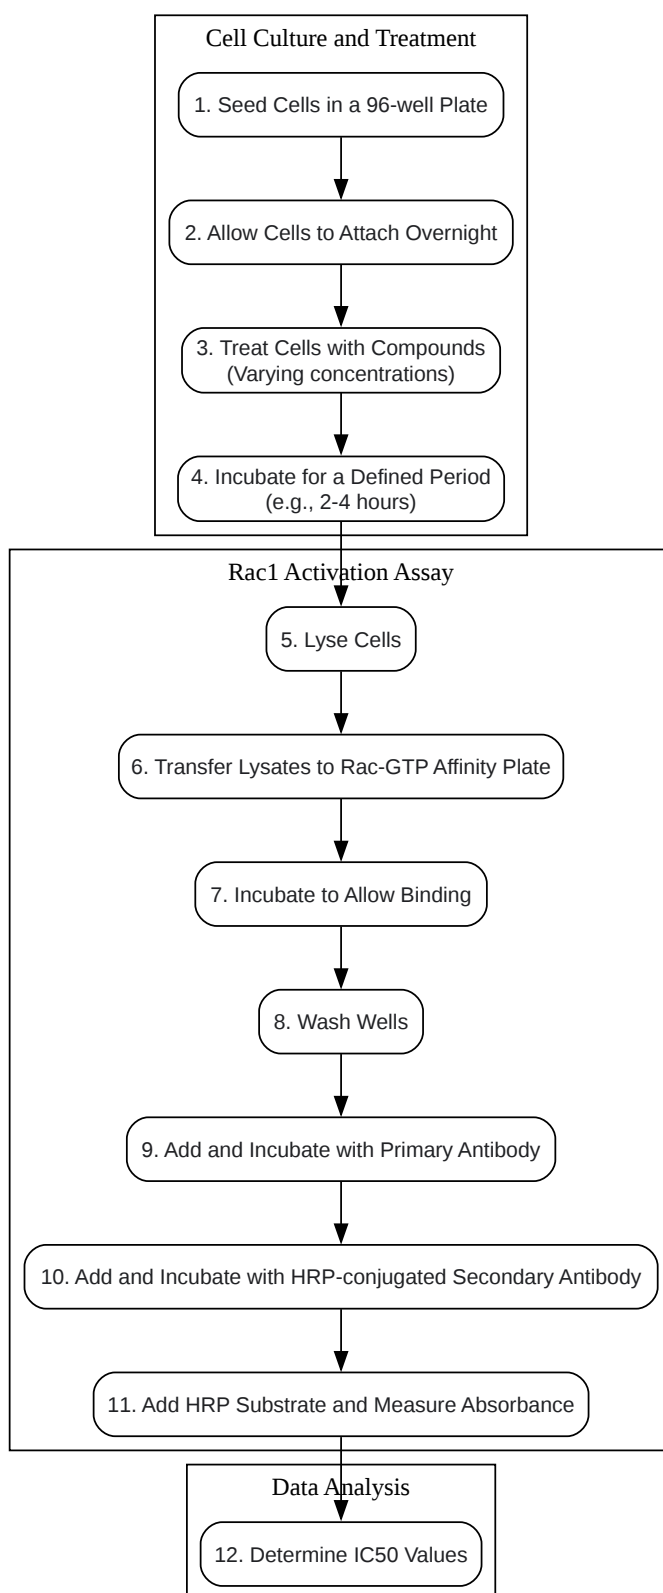 Cell Culture and Treatment
1. Seed Cells in a 96-well Plate
2. Allow Cells to Attach Overnight
3. Treat Cells with Compounds
(Varying concentrations)
4. Incubate for a Defined Period
(e.g., 2-4 hours)
Rac1 Activation Assay
5. Lyse Cells
6. Transfer Lysates to Rac-GTP Affinity Plate
7. Incubate to Allow Binding
8. Wash Wells
9. Add and Incubate with Primary Antibody
10. Add and Incubate with HRP-conjugated Secondary Antibody
11. Add HRP Substrate and Measure Absorbance
Data Analysis
12. Determine IC50 Values